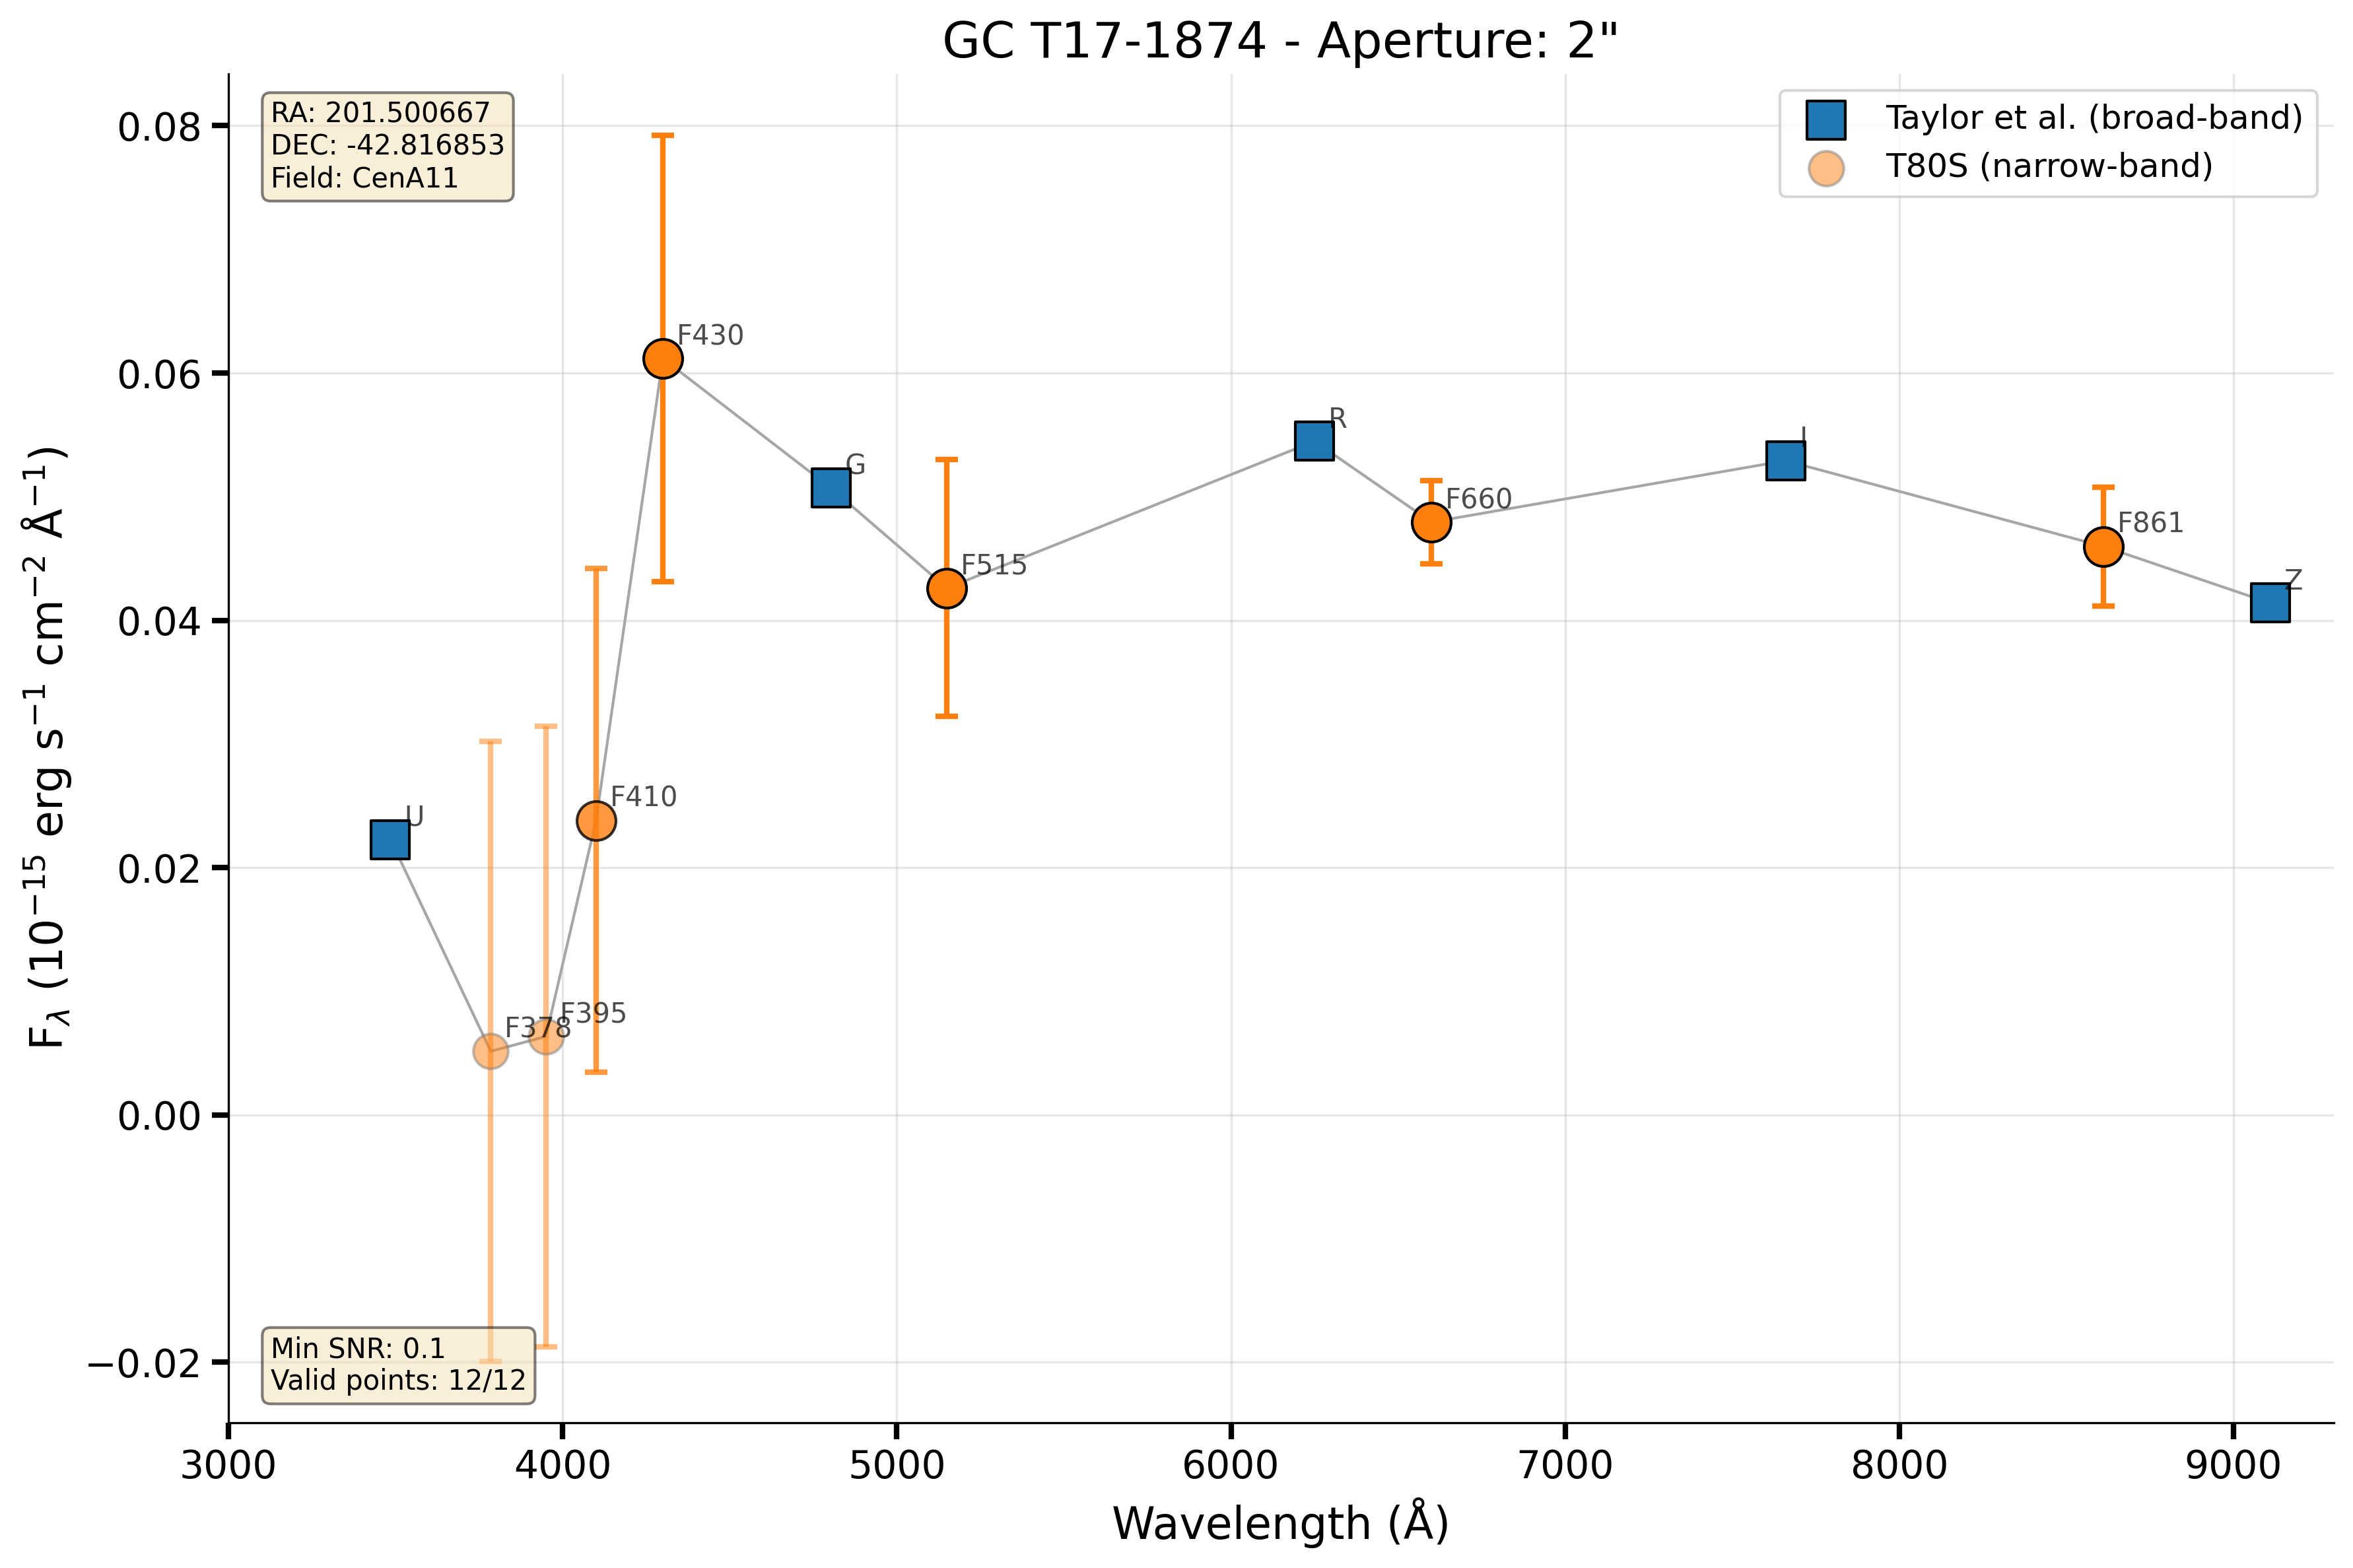 GC T17-1874 - Aperture: 2"
RA: 201.500667
DEC: -42.816853
Field: CenA11
Taylor et al. (broad-band)
T80S (narrow-band)
0.08
0.06
0.04
0.02
0.00
−0.02
F_λ (10⁻¹⁵ erg s⁻¹ cm⁻² Å⁻¹)
U
F378
F395
F410
F430
G
F515
R
F660
I
F861
Z
Min SNR: 0.1
Valid points: 12/12
3000 4000 5000 6000 7000 8000 9000
Wavelength (Å)